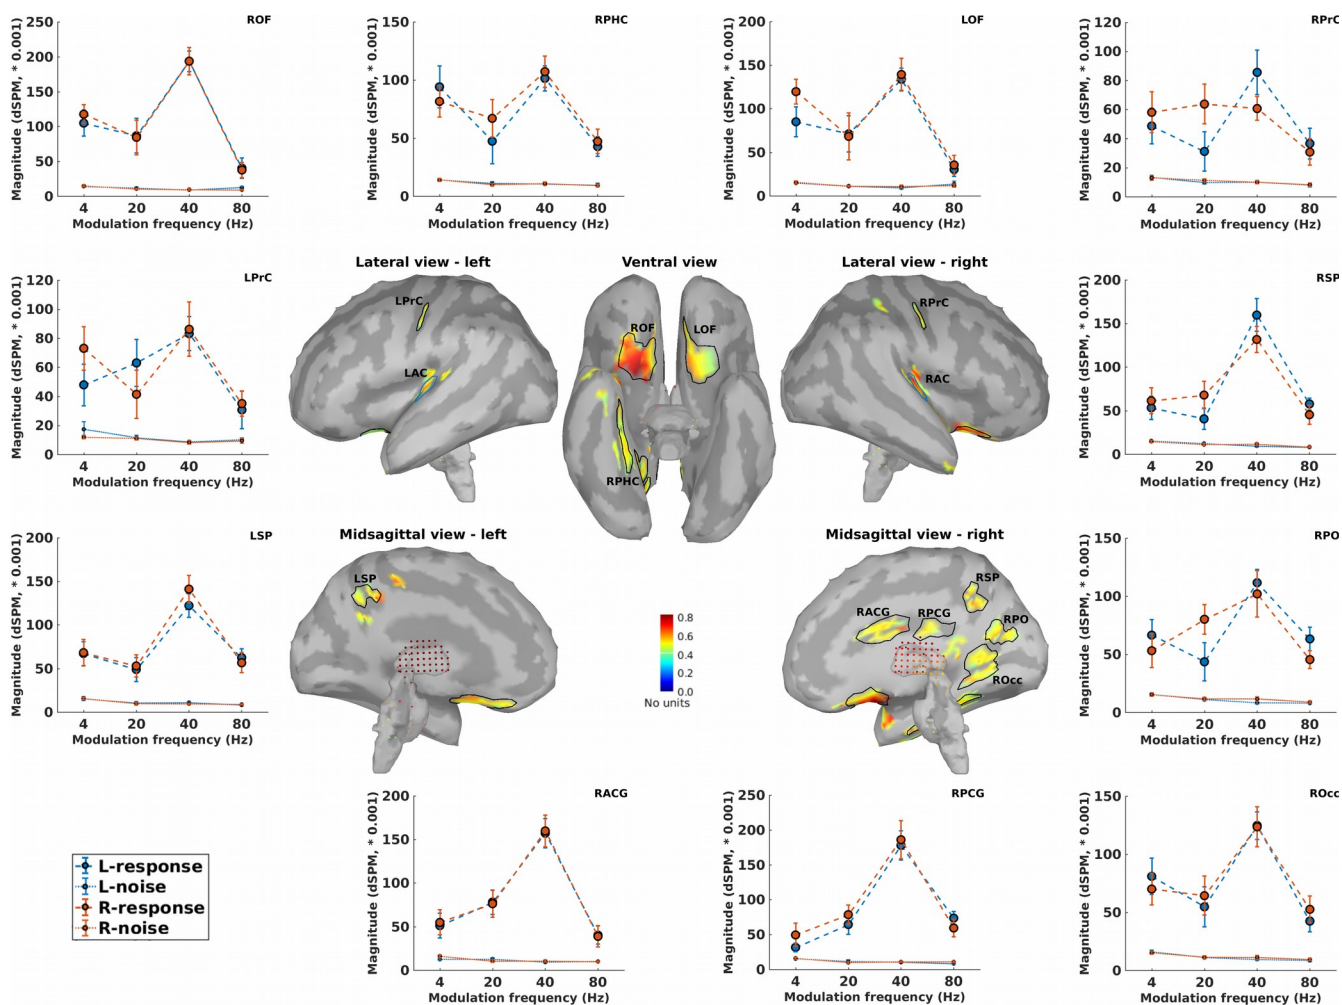 ROF
Magnitude (dSPM, * 0.001)
250
200
150
100
50
0
4 20 40 80
Modulation frequency (Hz)
RPHC
Magnitude (dSPM, * 0.001)
150
100
50
0
4 20 40 80
Modulation frequency (Hz)
LOF
Magnitude (dSPM, * 0.001)
200
150
100
50
0
4 20 40 80
Modulation frequency (Hz)
RPrC
Magnitude (dSPM, * 0.001)
120
100
80
60
40
20
0
4 20 40 80
Modulation frequency (Hz)
LPrC
Magnitude (dSPM, * 0.001)
120
100
80
60
40
20
0
4 20 40 80
Modulation frequency (Hz)
Lateral view - left
LPrC
LAC
Ventral view
ROF LOF
RPHC
Lateral view - right
RPrC
RAC
RSP
Magnitude (dSPM, * 0.001)
200
150
100
50
0
4 20 40 80
Modulation frequency (Hz)
LSP
Magnitude (dSPM, * 0.001)
200
150
100
50
0
4 20 40 80
Modulation frequency (Hz)
Midsagittal view - left
LSP
0.8
0.6
0.4
0.2
0.0
No units
Midsagittal view - right
RSP
RACG RPCG
RPO
ROcc
RPO
Magnitude (dSPM, * 0.001)
150
100
50
0
4 20 40 80
Modulation frequency (Hz)
L-response
L-noise
R-response
R-noise
RACG
Magnitude (dSPM, * 0.001)
200
150
100
50
0
4 20 40 80
Modulation frequency (Hz)
RPCG
Magnitude (dSPM, * 0.001)
250
200
150
100
50
0
4 20 40 80
Modulation frequency (Hz)
ROcc
Magnitude (dSPM, * 0.001)
150
100
50
0
4 20 40 80
Modulation frequency (Hz)